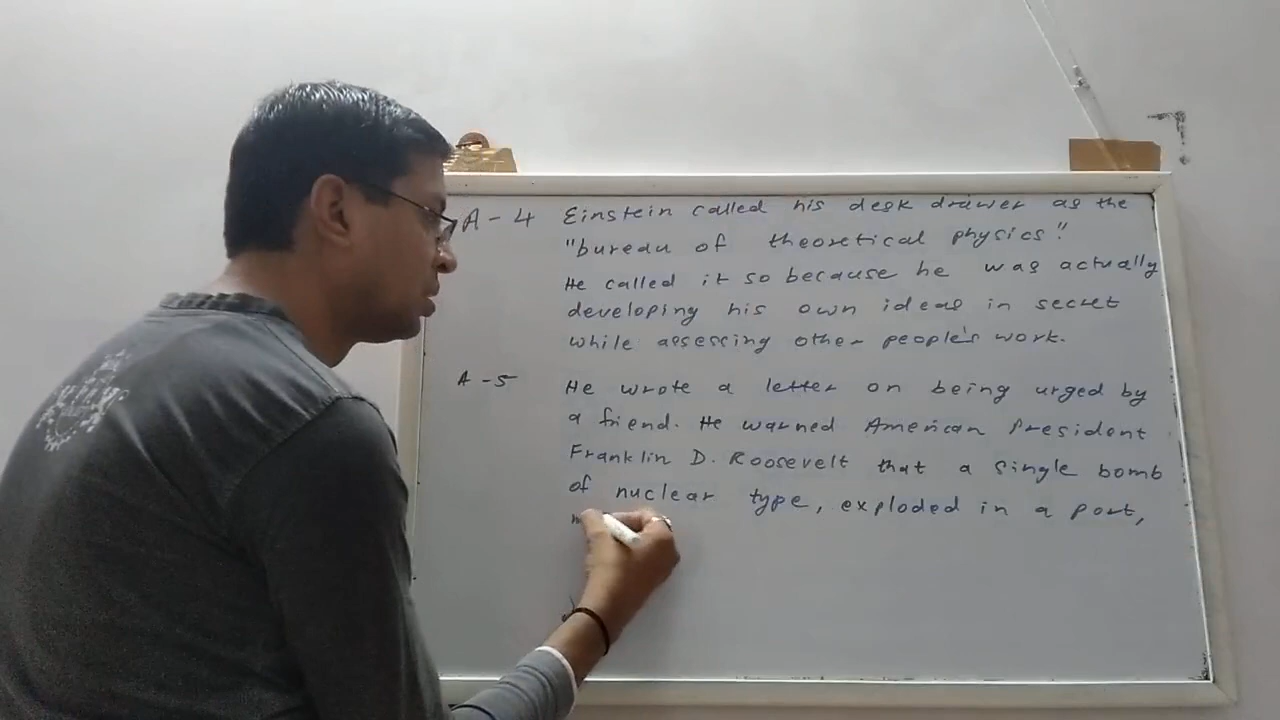 A - 4 Einstein called his desk drawer as the
"bureau of theoretical physics".
He called it so because he was actually
developing his own ideas in secret
while assessing other people's work.
A - 5 He wrote a letter on being urged by
a friend. He warned American President
Franklin D. Roosevelt that a single bomb
of nuclear type, exploded in a port,